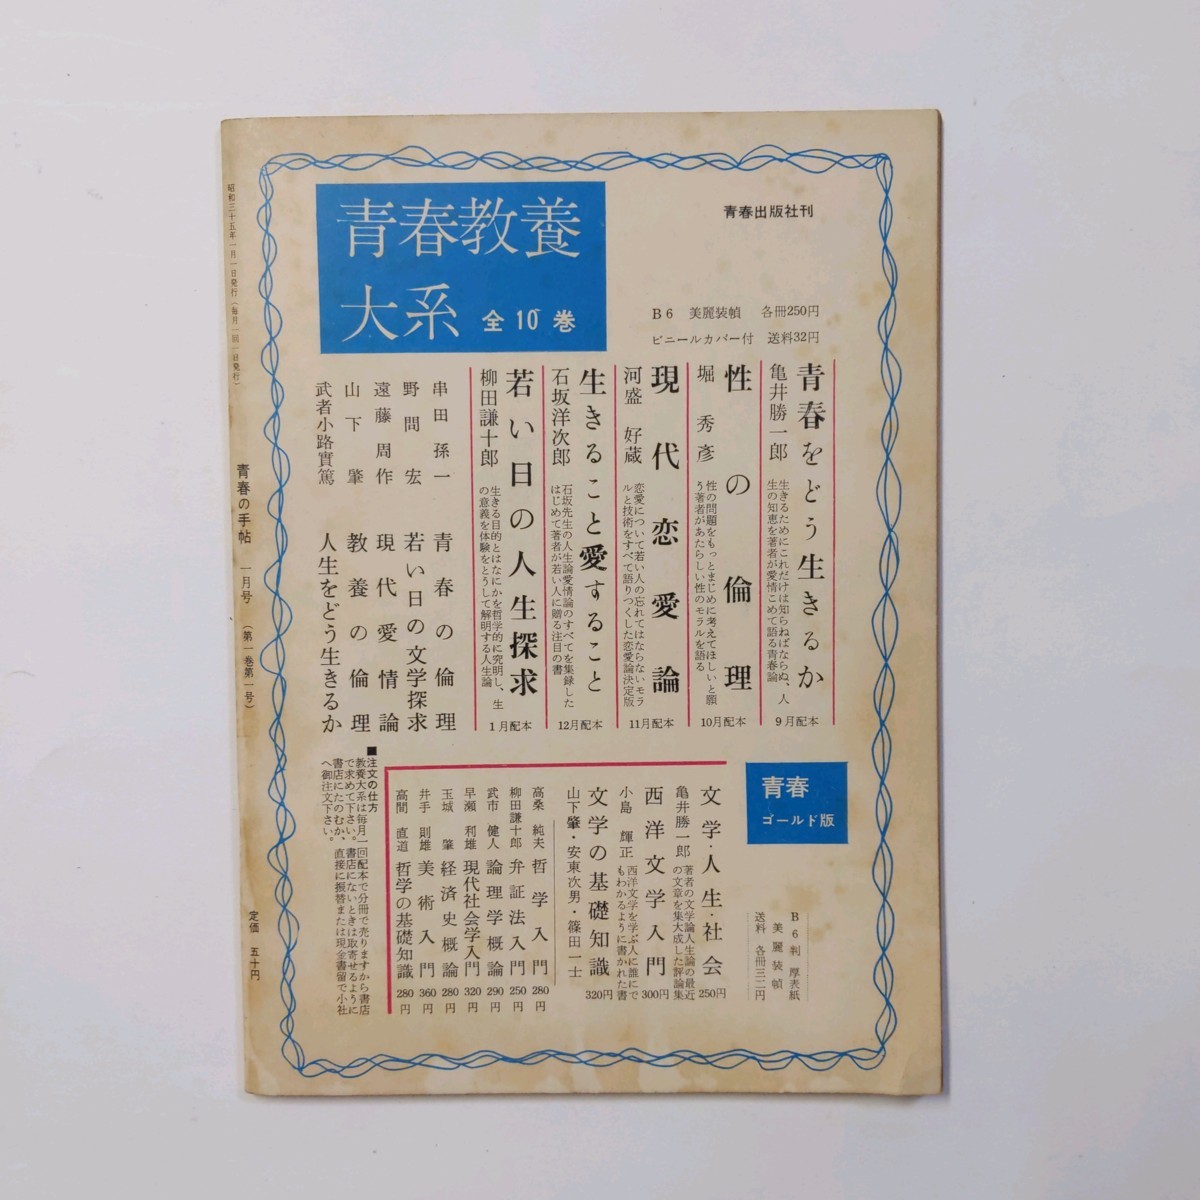 青春出版社刊
青春教養
大系 全10巻
B6 美麗装幀 各冊250円
ビニールカバー付 送料32円
青春をどう生きるか
亀井勝一郎
生きるためにこれだけは知らねばならぬ、人
生の知恵を著者が愛情こめて語る青春論
9月配本
性の倫理
堀 秀彦
性の問題をもっとまじめに考えてほしいと願
う著者があたらしい性のモラルを語る
10月配本
現代恋愛論
河盛 好蔵
恋愛について若い人の忘れてはならないモラ
ルと技術をすべて語りつくした恋愛論決定版
11月配本
生きること愛すること
石坂洋次郎
石坂先生の人生論愛情論のすべてを集録した
はじめて著者が若い人に贈る注目の書
12月配本
若い日の人生探求
柳田謙十郎
生きる目的とはなにかを哲学的に究明し、生
の意義を体験をとうして解明する人生論
1月配本
串田孫一 青春の倫理
野間宏 若い日の文学探求
遠藤周作 現代愛情論
山下肇 教養の倫理
武者小路實篤 人生をどう生きるか
青春
ゴールド版
B6判 厚表紙
美麗装幀
送料 各冊三二円
文学・人生・社会
亀井勝一郎 著者の文学論人生論の最近
の文章を集大成した評論集
250円
西洋文学入門
小島 輝正 西洋文学を学ぶ人に誰にで
もわかるように書かれた書
300円
文学の基礎知識
山下肇・安東次男・篠田一士
320円
高桑 純夫 哲学入門 280円
柳田謙十郎 弁証法入門 250円
武市 健人 論理学概論 290円
早瀬 利雄 現代社会学入門 320円
玉城 肇 経済史概論 280円
井手 則雄 美術入門 360円
高間 直道 哲学の基礎知識 280円
■注文の仕方
教養大系は毎月一回配本で分冊で売りますから書店
で求めて下さい。書店にないときは取寄せるように
書店にたのむか、直接に振替または現金書留で小社
へ御注文下さい。
昭和三十五年一月一日発行(毎月一回一日発行)
青春の手帖 一月号 (第一巻第一号)
定価 五十円